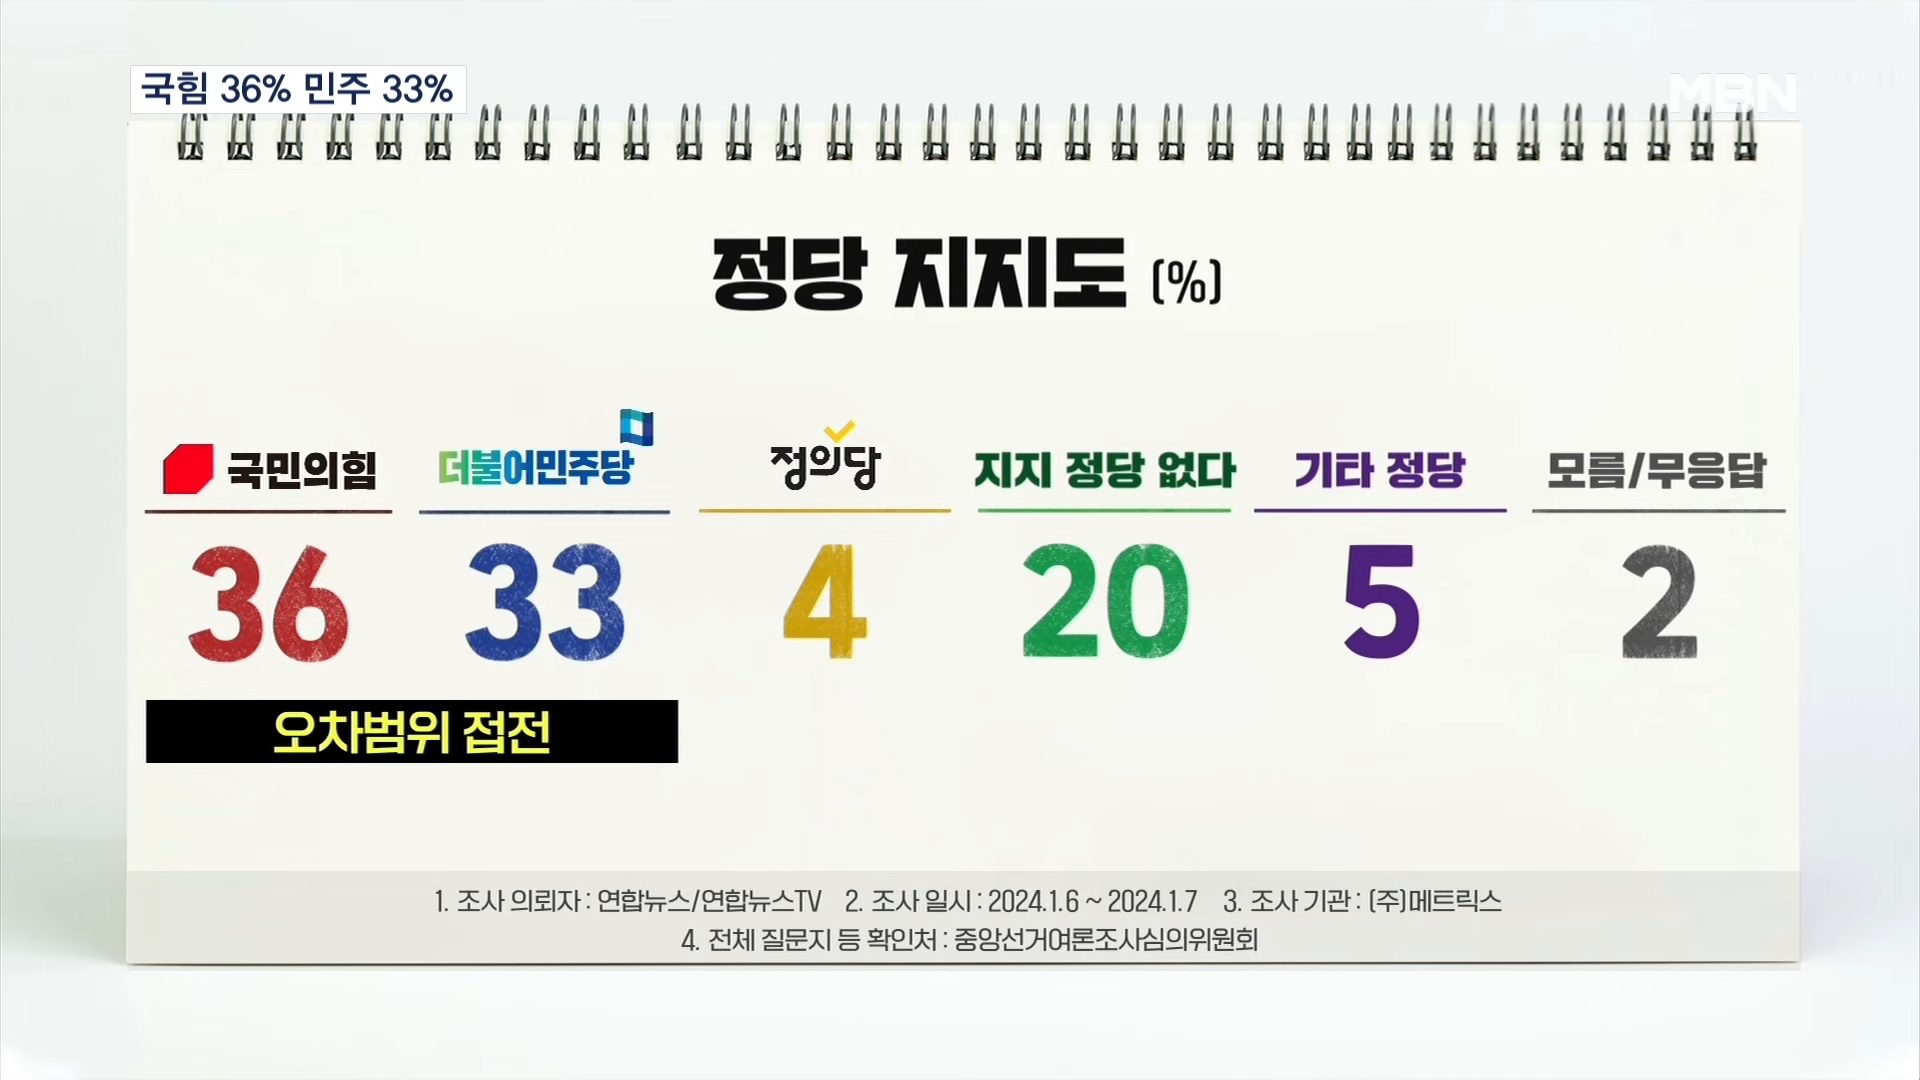 국힘 36% 민주 33%
MBN
정당 지지도 (%)
국민의힘 더불어민주당 정의당 지지 정당 없다 기타 정당 모름/무응답
36 33 4 20 5 2
오차범위 접전
1. 조사 의뢰자 : 연합뉴스/연합뉴스TV 2. 조사 일시 : 2024.1.6 ~ 2024.1.7 3. 조사 기관 : (주)메트릭스
4. 전체 질문지 등 확인처 : 중앙선거여론조사심의위원회